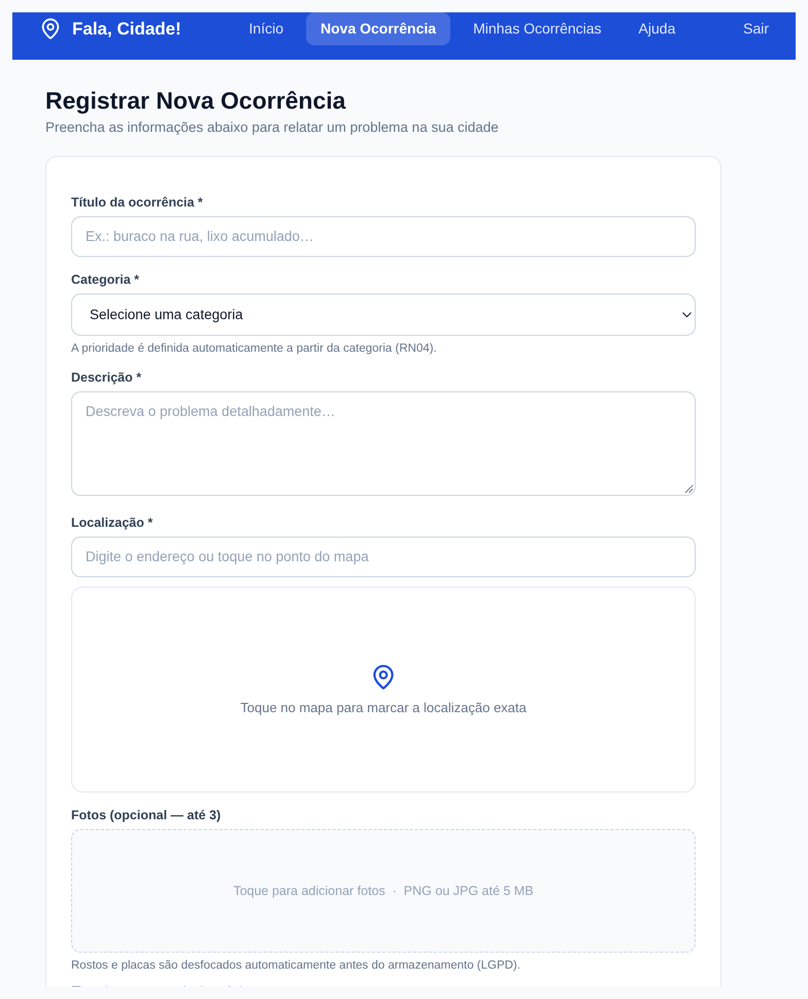 Fala, Cidade!
Início
Nova Ocorrência
Minhas Ocorrências
Ajuda
Sair
Registrar Nova Ocorrência
Preencha as informações abaixo para relatar um problema na sua cidade
Título da ocorrência *
Ex.: buraco na rua, lixo acumulado…
Categoria *
Selecione uma categoria
A prioridade é definida automaticamente a partir da categoria (RN04).
Descrição *
Descreva o problema detalhadamente…
Localização *
Digite o endereço ou toque no ponto do mapa
Toque no mapa para marcar a localização exata
Fotos (opcional — até 3)
Toque para adicionar fotos · PNG ou JPG até 5 MB
Rostos e placas são desfocados automaticamente antes do armazenamento (LGPD).